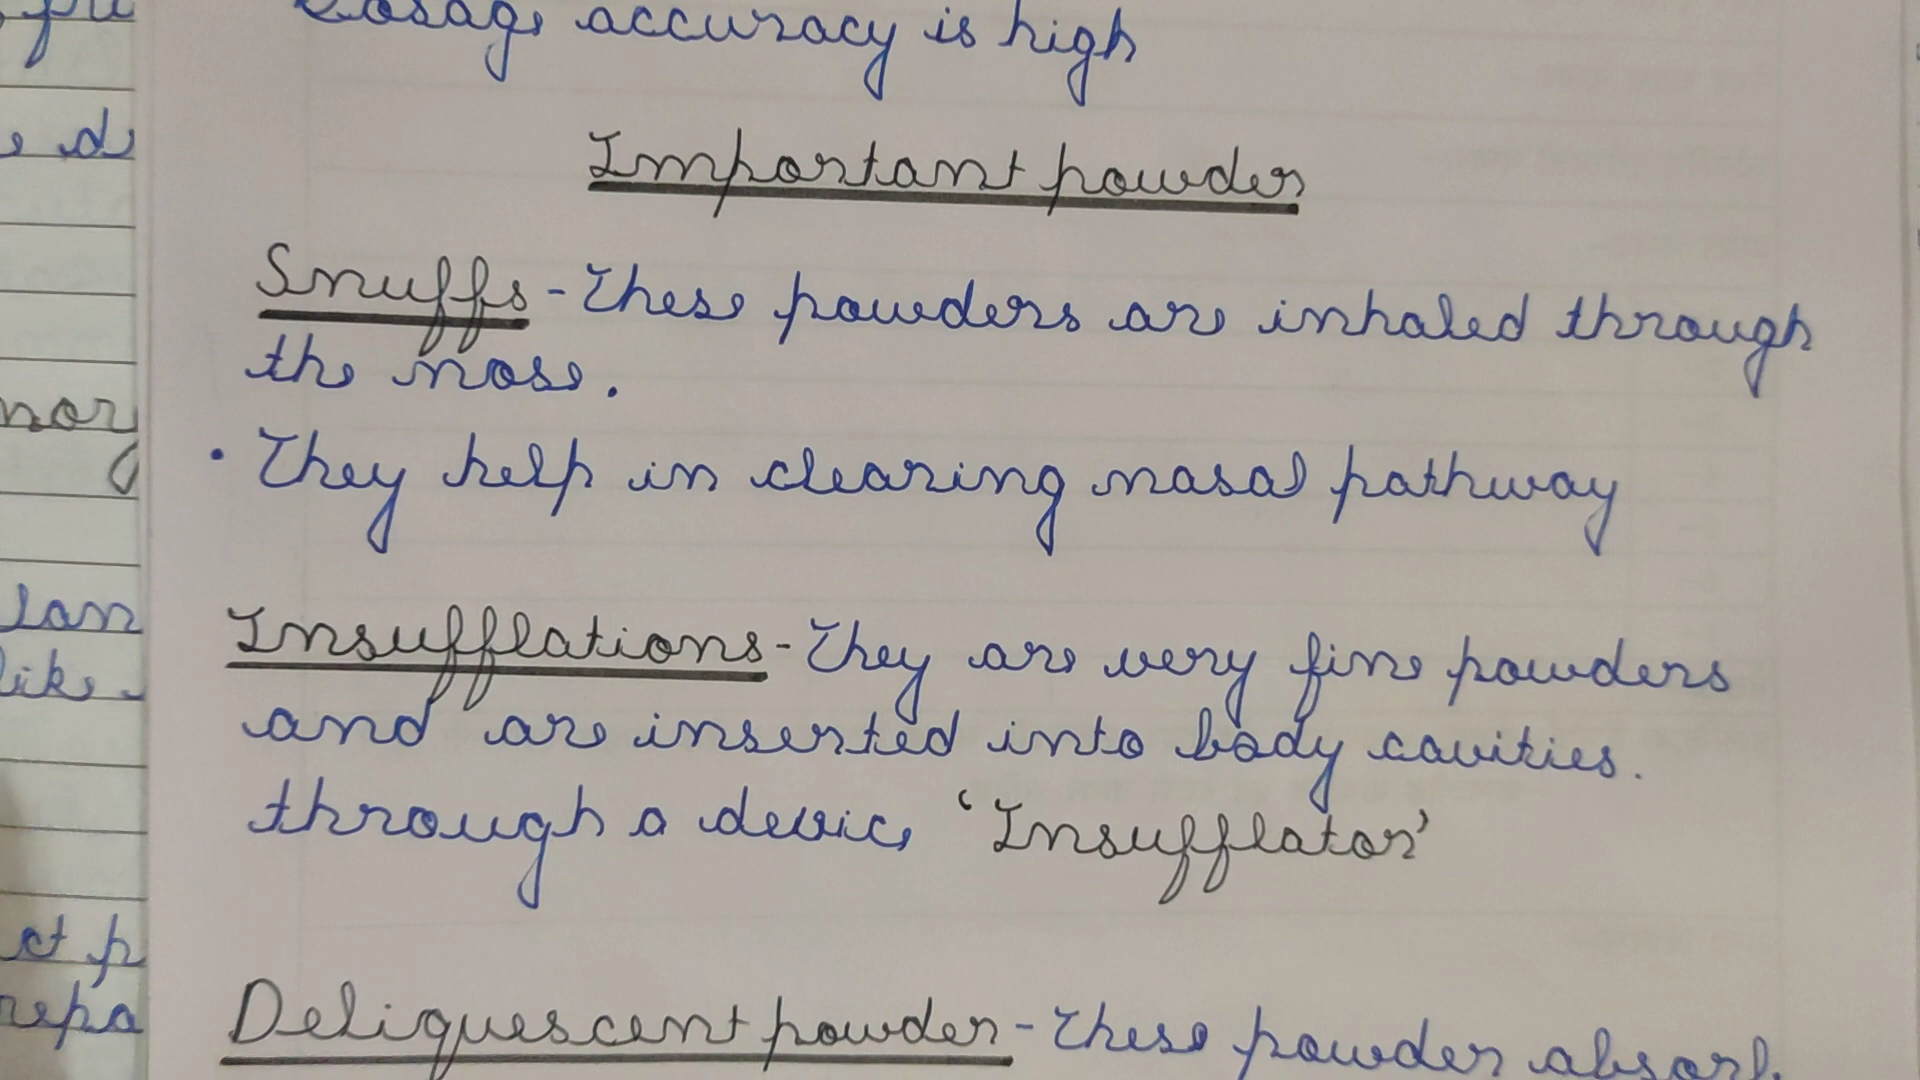 Dosage accuracy is high
Important powder
Snuffs - These powders are inhaled through
the nose.
• They help in clearing nasal pathway
Insufflations - They are very fine powders
and are inserted into body cavities.
through a device 'Insufflator'
Deliquescent powder - These powder absorb